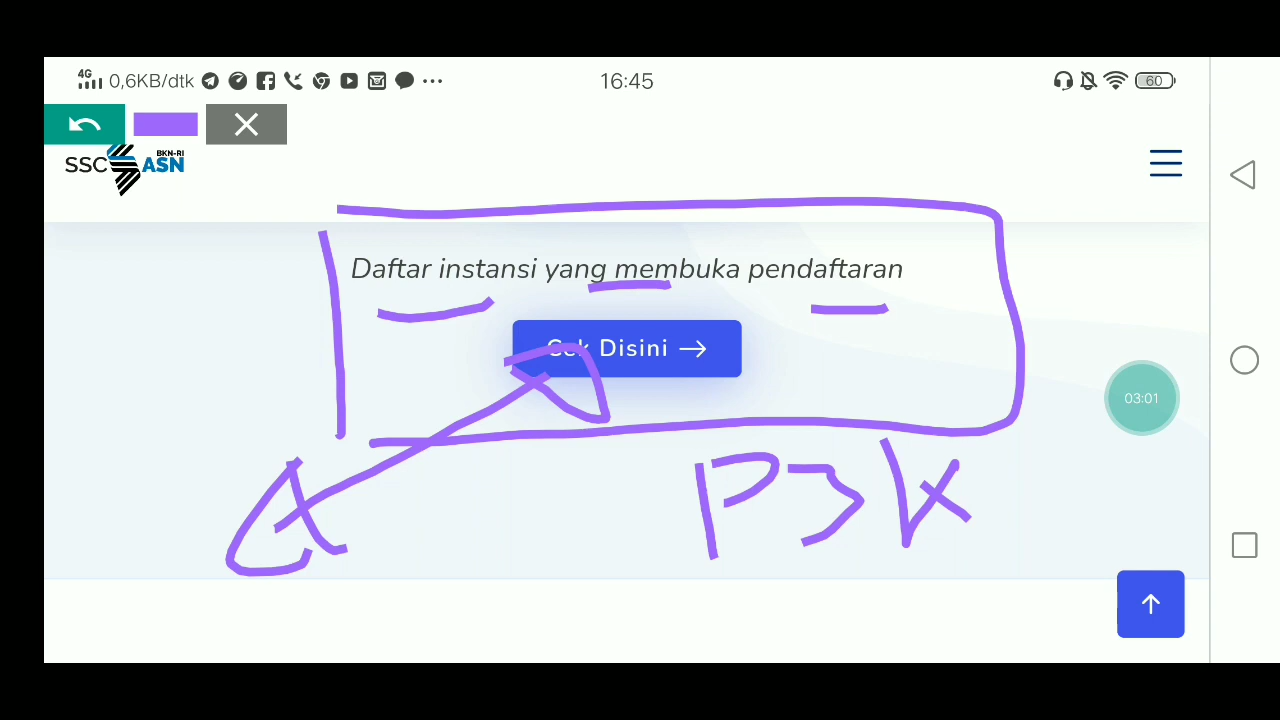 4G 0,6KB/dtk 16:45 60
SSC ASN BKN-RI
Daftar instansi yang membuka pendaftaran
Cek Disini →
03:01
P3K